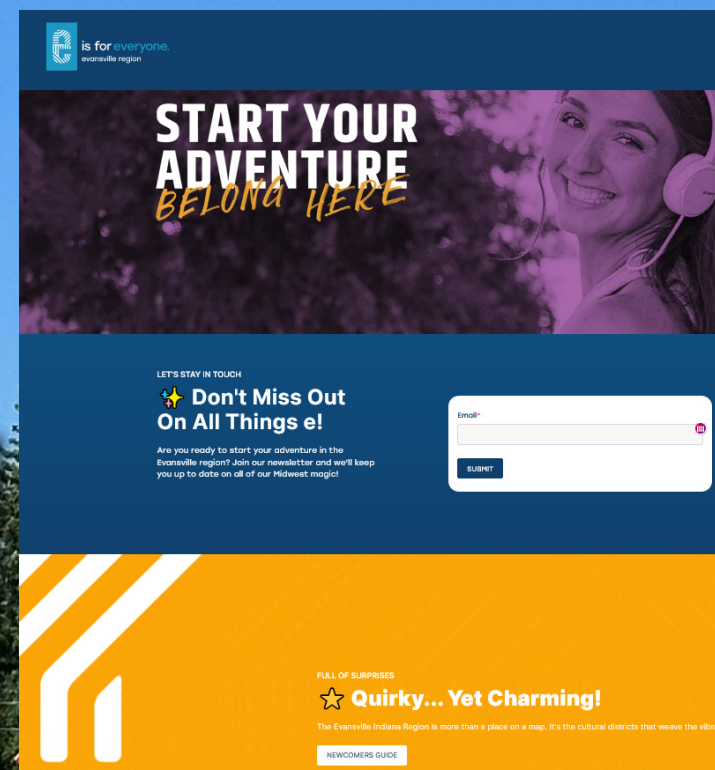 e is for everyone.
evansville region
START YOUR
ADVENTURE
BELONG HERE
LET'S STAY IN TOUCH
✨ Don't Miss Out
On All Things e!
Are you ready to start your adventure in the
Evansville region? Join our newsletter and we'll keep
you up to date on all of our Midwest magic!
Email*
SUBMIT
FULL OF SURPRISES
⭐ Quirky... Yet Charming!
The Evansville Indiana Region is more than a place on a map. It's the cultural districts that weave the
NEWCOMERS GUIDE